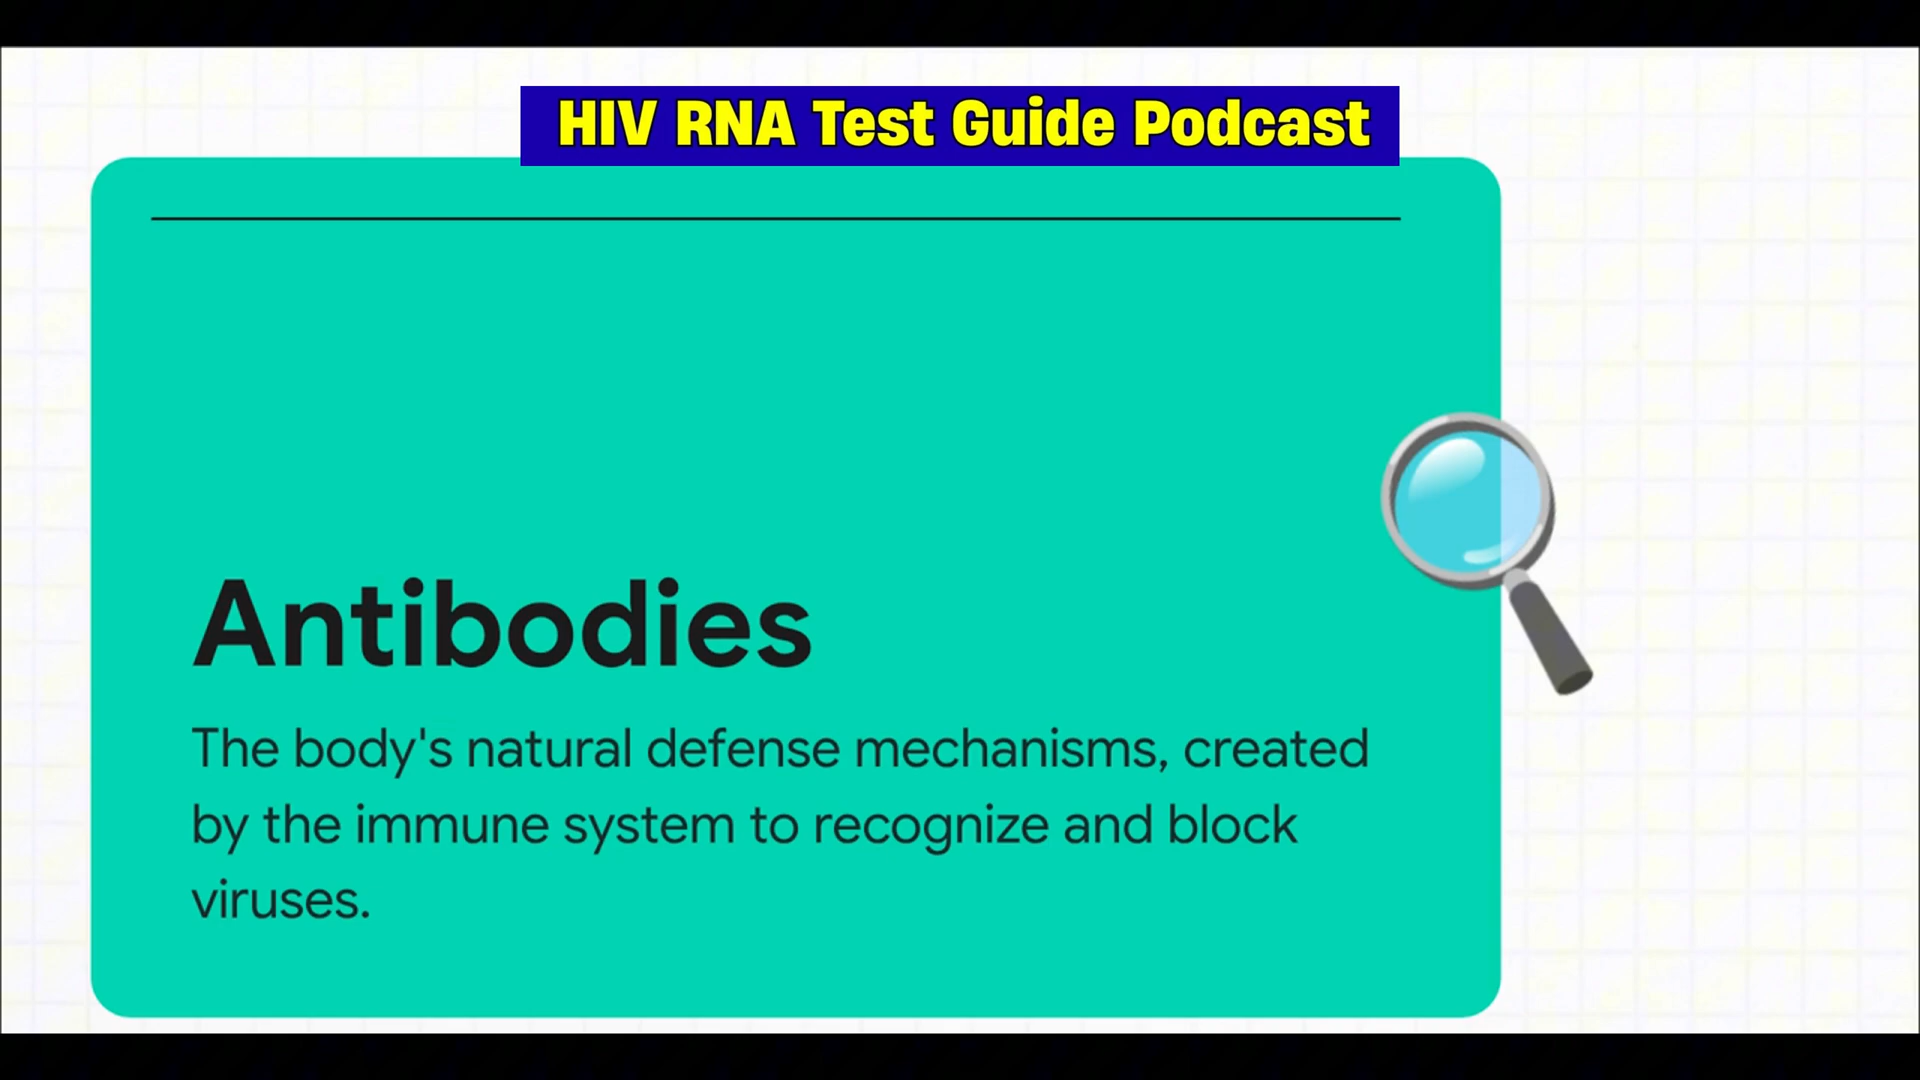 HIV RNA Test Guide Podcast
Antibodies
The body's natural defense mechanisms, created
by the immune system to recognize and block
viruses.